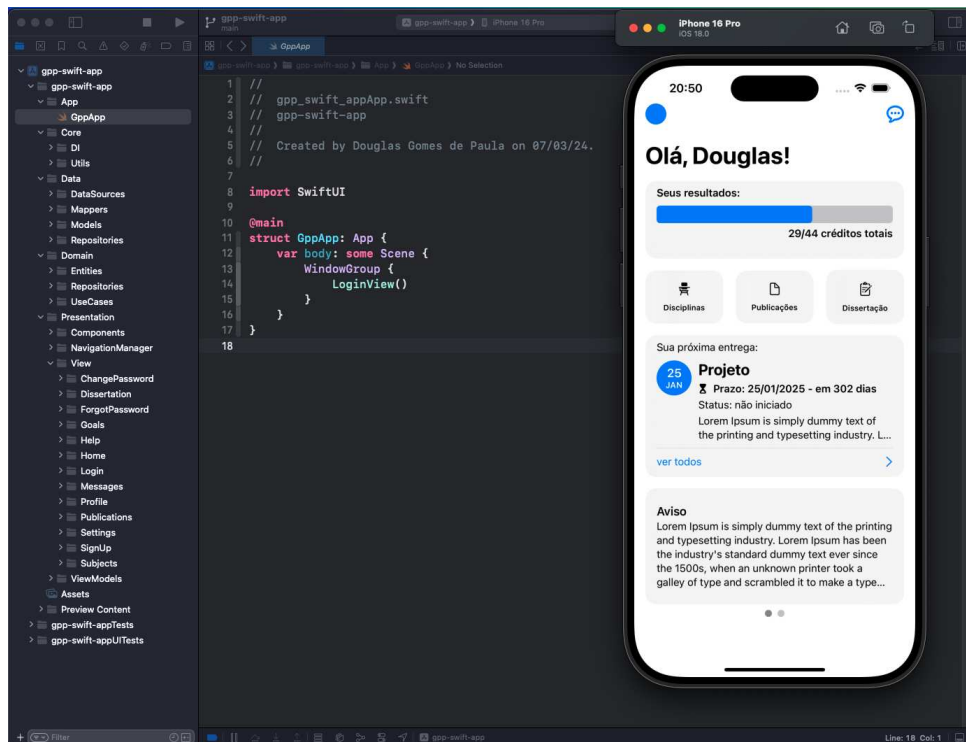 gpp-swift-app
main
gpp-swift-app
iPhone 16 Pro
GppApp
gpp-swift-app
gpp-swift-app
App
GppApp
No Selection
gpp-swift-app
gpp-swift-app
App
GppApp
Core
DI
Utils
Data
DataSources
Mappers
Models
Repositories
Domain
Entities
Repositories
UseCases
Presentation
Components
NavigationManager
View
ChangePassword
Dissertation
ForgotPassword
Goals
Help
Home
Login
Messages
Profile
Publications
Settings
SignUp
Subjects
ViewModels
Assets
Preview Content
gpp-swift-appTests
gpp-swift-appUITests
Filter
1 //
2 // gpp_swift_appApp.swift
3 // gpp-swift-app
4 //
5 // Created by Douglas Gomes de Paula on 07/03/24.
6 //
7
8 import SwiftUI
9
10 @main
11 struct GppApp: App {
12 var body: some Scene {
13 WindowGroup {
14 LoginView()
15 }
16 }
17 }
18
gpp-swift-app
Line: 18 Col: 1
iPhone 16 Pro
iOS 18.0
20:50
Olá, Douglas!
Seus resultados:
29/44 créditos totais
Disciplinas
Publicações
Dissertação
Sua próxima entrega:
25
JAN
Projeto
Prazo: 25/01/2025 - em 302 dias
Status: não iniciado
Lorem Ipsum is simply dummy text of
the printing and typesetting industry. L...
ver todos
Aviso
Lorem Ipsum is simply dummy text of the printing
and typesetting industry. Lorem Ipsum has been
the industry's standard dummy text ever since
the 1500s, when an unknown printer took a
galley of type and scrambled it to make a type...